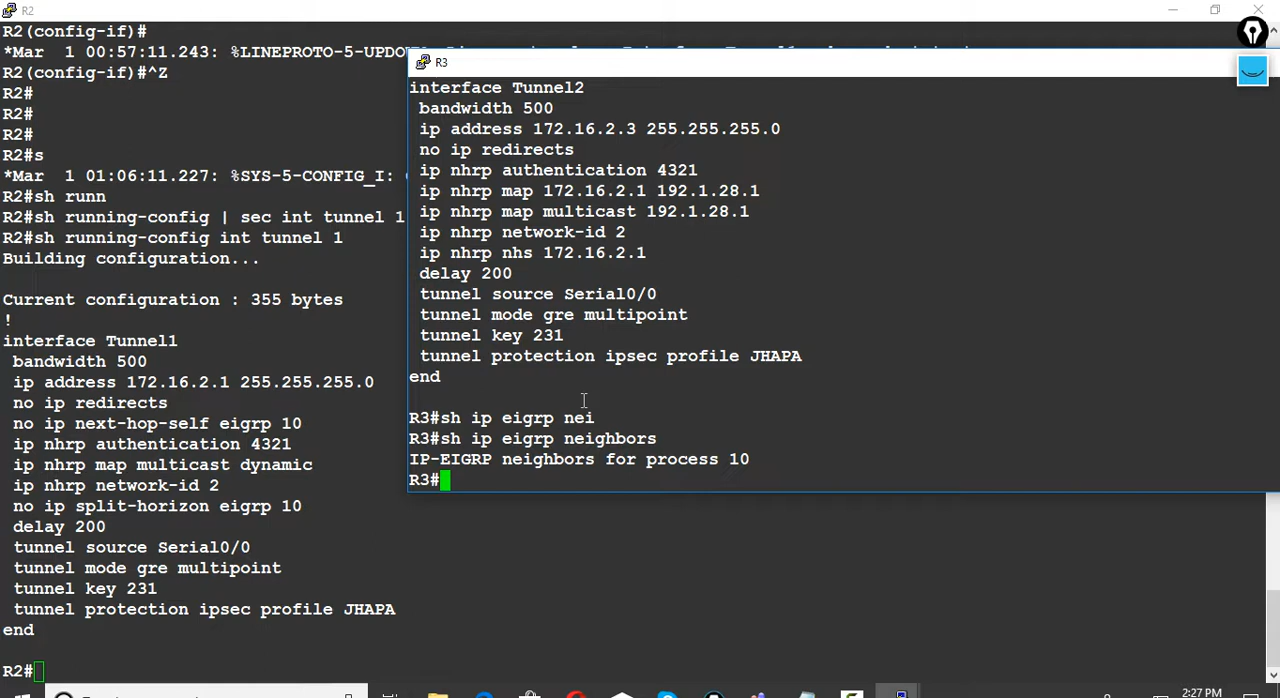 R2
R2(config-if)#
*Mar  1 00:57:11.243: %LINEPROTO-5-UPDO
R2(config-if)#^Z
R2#
R2#
R2#
R2#s
*Mar  1 01:06:11.227: %SYS-5-CONFIG_I:
R2#sh runn
R2#sh running-config | sec int tunnel 1
R2#sh running-config int tunnel 1
Building configuration...
Current configuration : 355 bytes
!
interface Tunnel1
 bandwidth 500
 ip address 172.16.2.1 255.255.255.0
 no ip redirects
 no ip next-hop-self eigrp 10
 ip nhrp authentication 4321
 ip nhrp map multicast dynamic
 ip nhrp network-id 2
 no ip split-horizon eigrp 10
 delay 200
 tunnel source Serial0/0
 tunnel mode gre multipoint
 tunnel key 231
 tunnel protection ipsec profile JHAPA
end
R2#
R3
interface Tunnel2
 bandwidth 500
 ip address 172.16.2.3 255.255.255.0
 no ip redirects
 ip nhrp authentication 4321
 ip nhrp map 172.16.2.1 192.1.28.1
 ip nhrp map multicast 192.1.28.1
 ip nhrp network-id 2
 ip nhrp nhs 172.16.2.1
 delay 200
 tunnel source Serial0/0
 tunnel mode gre multipoint
 tunnel key 231
 tunnel protection ipsec profile JHAPA
end
R3#sh ip eigrp nei
R3#sh ip eigrp neighbors
IP-EIGRP neighbors for process 10
R3#
2:27 PM